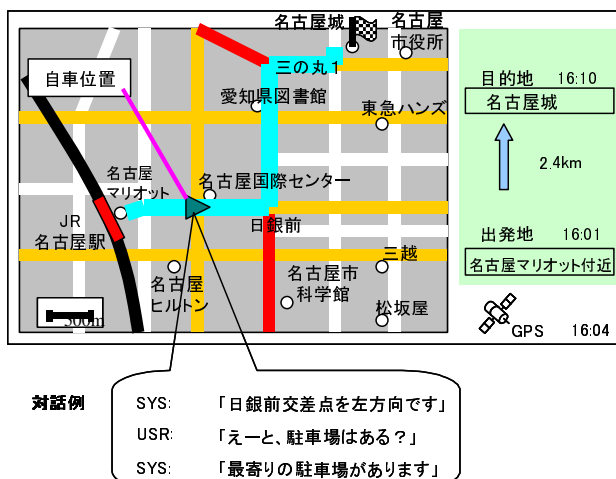 名古屋城
名古屋
市役所
三の丸1
自車位置
愛知県図書館
東急ハンズ
名古屋
マリオット
名古屋国際センター
JR
名古屋駅
日銀前
三越
名古屋
ヒルトン
名古屋市
科学館
松坂屋
500m
目的地 16:10
名古屋城
2.4km
出発地 16:01
名古屋マリオット付近
GPS 16:04
対話例
SYS: 「日銀前交差点を左方向です」
USR: 「えーと、駐車場はある？」
SYS: 「最寄りの駐車場があります」